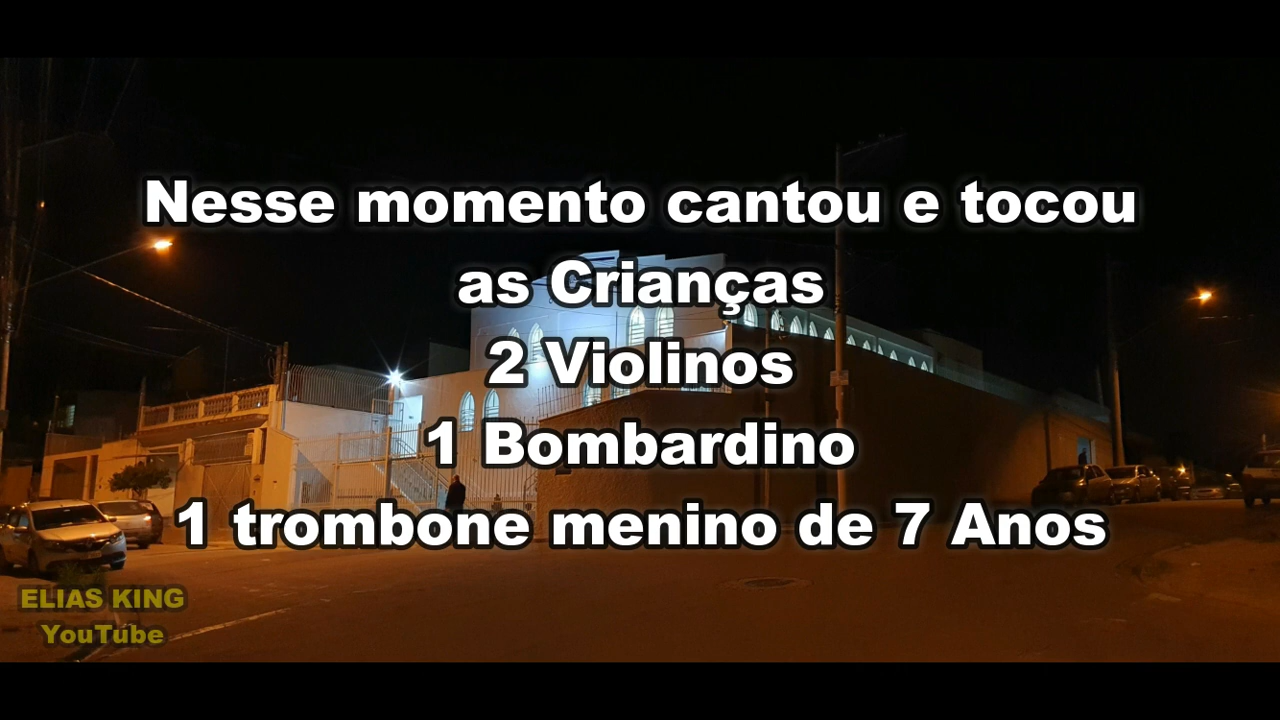 Nesse momento cantou e tocou
as Crianças
2 Violinos
1 Bombardino
1 trombone menino de 7 Anos
ELIAS KING
YouTube